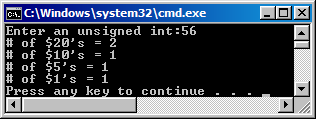 C:\Windows\system32\cmd.exe
Enter an unsigned int:56
# of $20's = 2
# of $10's = 1
# of $5's = 1
# of $1's = 1
Press any key to continue . . . _